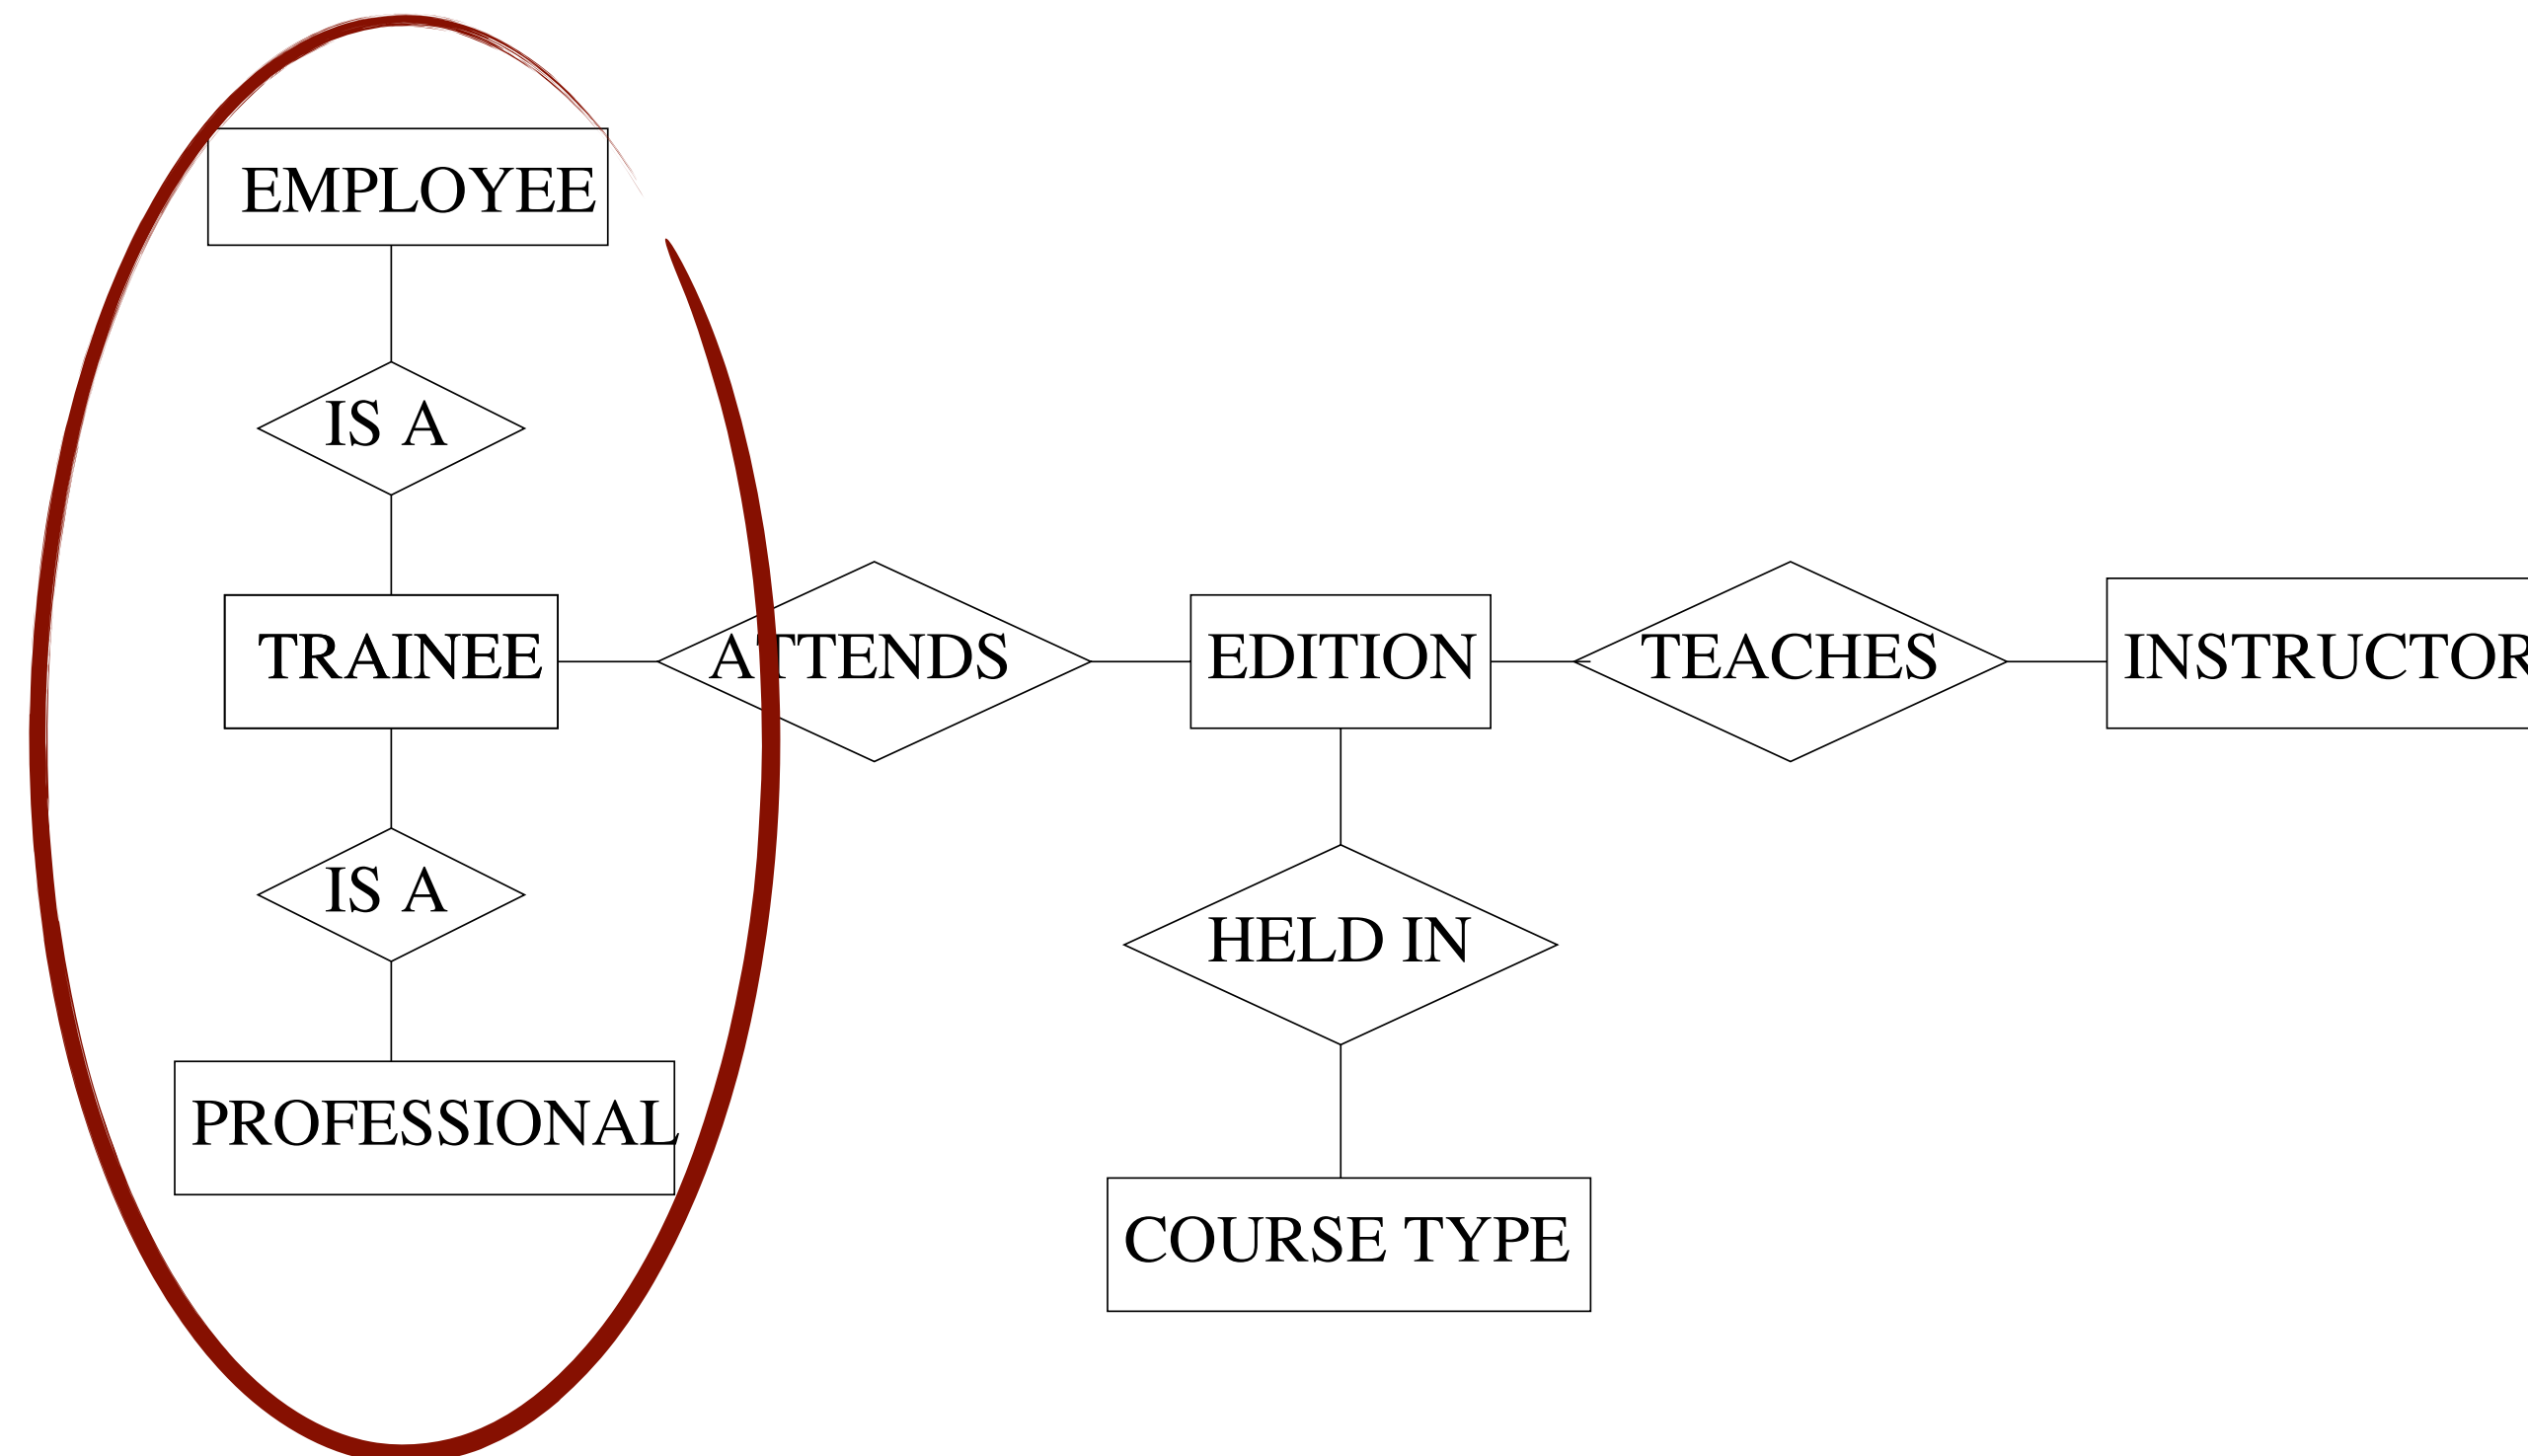 EMPLOYEE
IS A
TRAINEE
ATTENDS
EDITION
TEACHES
INSTRUCTOR
IS A
HELD IN
PROFESSIONAL
COURSE TYPE